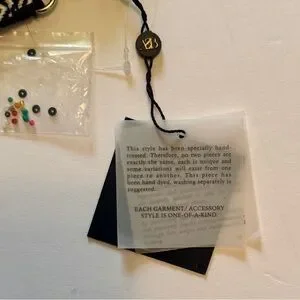 This style has been specially hand-
treated. Therefore, no two pieces are
exactly the same, each is unique and
some variations will exist from one
piece to another. This piece has
been hand dyed, washing separately is
suggested.
EACH GARMENT/ ACCESSORY
STYLE IS ONE-OF-A-KIND.